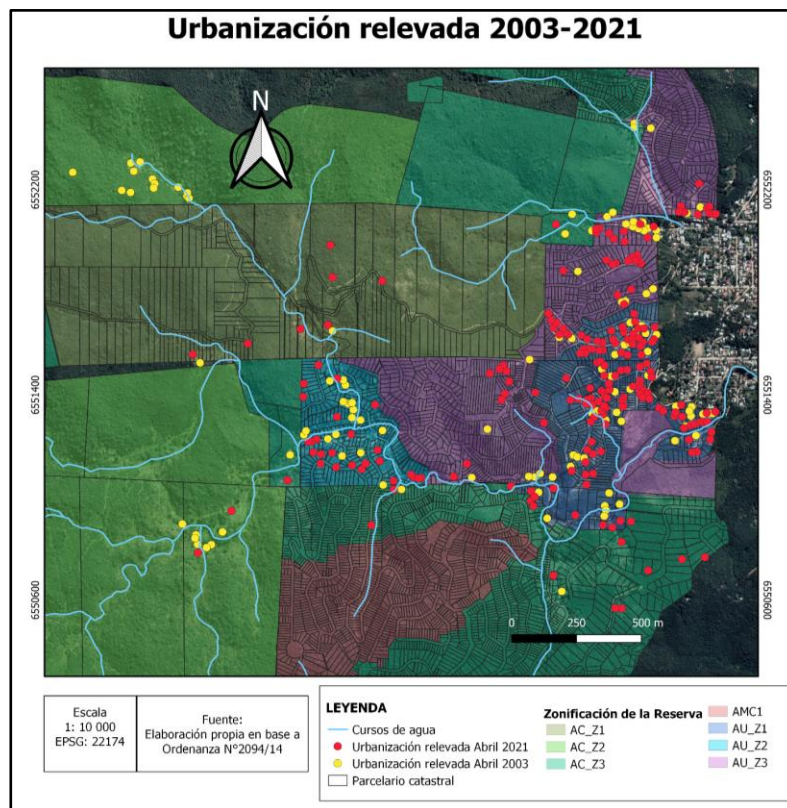 Urbanización relevada 2003-2021
N
6552200
6552200
6551400
6551400
6550600
6550600
0 250 500 m
Escala
1: 10 000
EPSG: 22174
Fuente:
Elaboración propia en base a
Ordenanza N°2094/14
LEYENDA
Cursos de agua
Urbanización relevada Abril 2021
Urbanización relevada Abril 2003
Parcelario catastral
Zonificación de la Reserva
AC_Z1
AC_Z2
AC_Z3
AMC1
AU_Z1
AU_Z2
AU_Z3